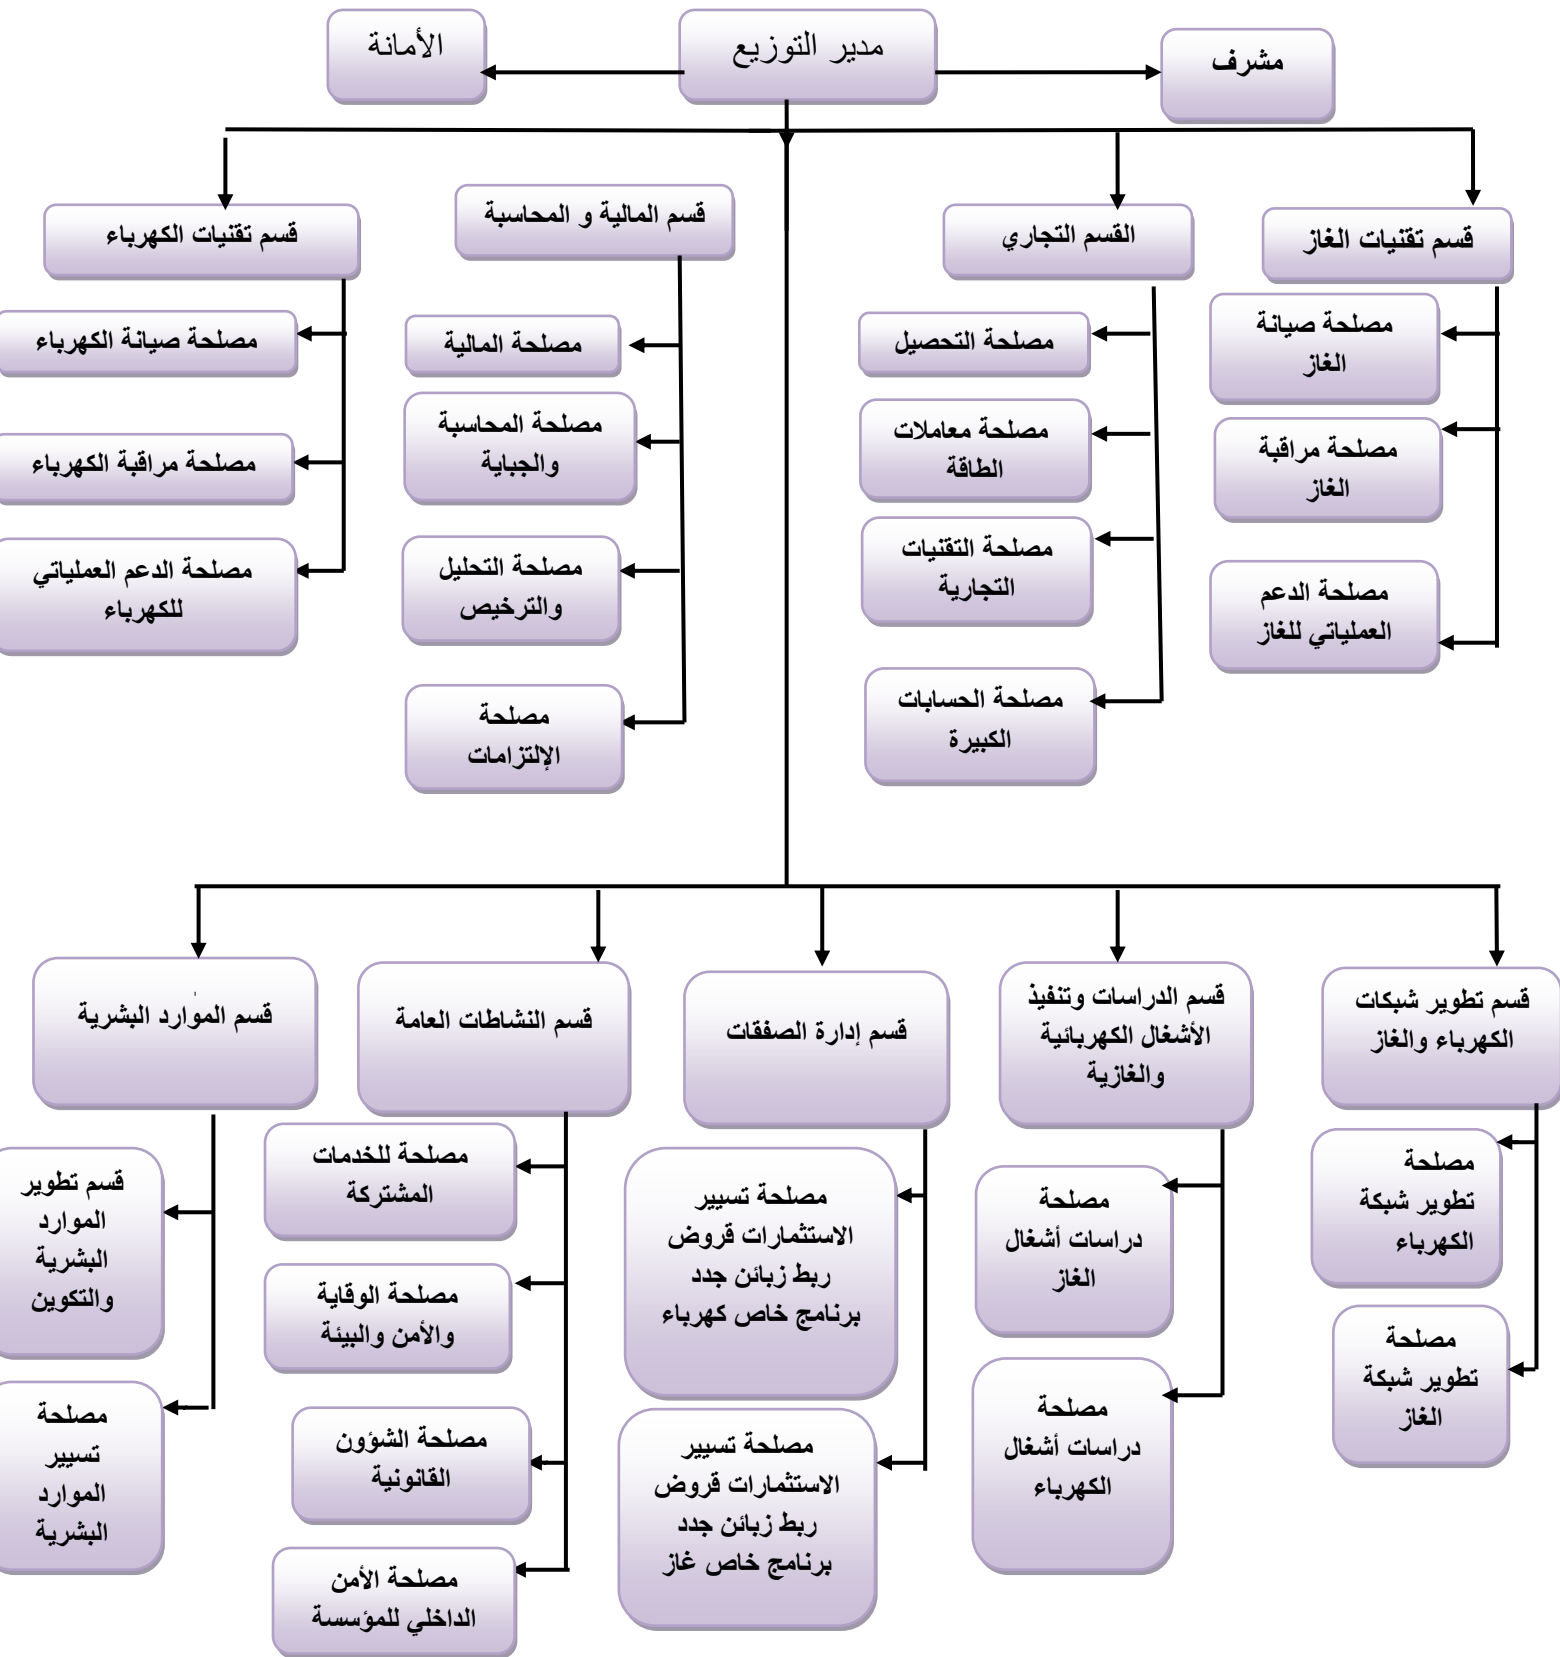 الأمانة
مدير التوزيع
مشرف
قسم تقنيات الغاز
القسم التجاري
قسم المالية و المحاسبة
قسم تقنيات الكهرباء
مصلحة صيانة
الغاز
مصلحة مراقبة
الغاز
مصلحة الدعم
العملياتي للغاز
مصلحة التحصيل
مصلحة معاملات
الطاقة
مصلحة التقنيات
التجارية
مصلحة الحسابات
الكبيرة
مصلحة المالية
مصلحة المحاسبة
والجباية
مصلحة التحليل
والترخيص
مصلحة
الإلتزامات
مصلحة صيانة الكهرباء
مصلحة مراقبة الكهرباء
مصلحة الدعم العملياتي
للكهرباء
قسم تطوير شبكات
الكهرباء والغاز
قسم الدراسات وتنفيذ
الأشغال الكهربائية
والغازية
قسم إدارة الصفقات
قسم النشاطات العامة
قسم الموارد البشرية
مصلحة
تطوير شبكة
الكهرباء
مصلحة
تطوير شبكة
الغاز
مصلحة
دراسات أشغال
الغاز
مصلحة
دراسات أشغال
الكهرباء
مصلحة تسيير
الاستثمارات قروض
ربط زبائن جدد
برنامج خاص كهرباء
مصلحة تسيير
الاستثمارات قروض
ربط زبائن جدد
برنامج خاص غاز
مصلحة للخدمات
المشتركة
مصلحة الوقاية
والأمن والبيئة
مصلحة الشؤون
القانونية
مصلحة الأمن
الداخلي للمؤسسة
قسم تطوير
الموارد
البشرية
والتكوين
مصلحة
تسيير
الموارد
البشرية